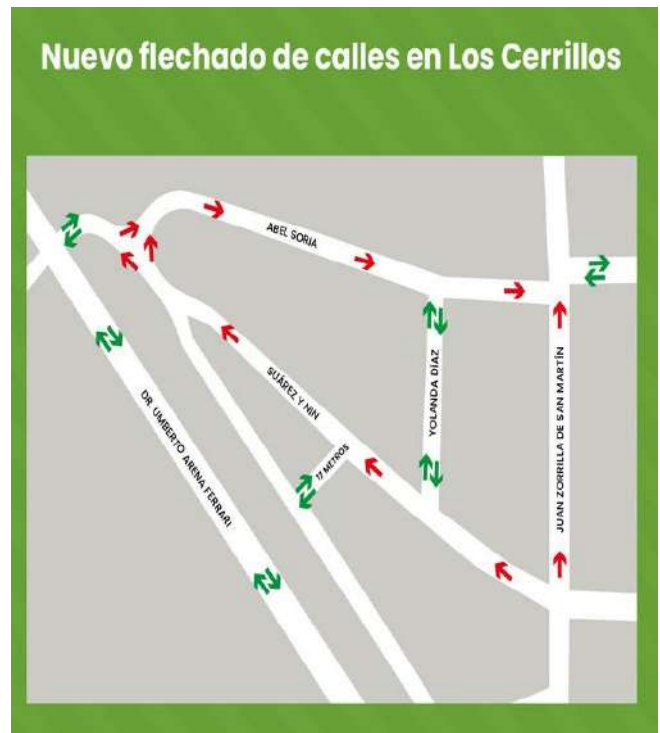 Nuevo flechado de calles en Los Cerrillos
ABEL SORIA
YOLANDA DÍAZ
SUÁREZ Y NIN
17 METROS
DR. UMBERTO ARENA FERRARI
JUAN ZORRILLA DE SAN MARTÍN